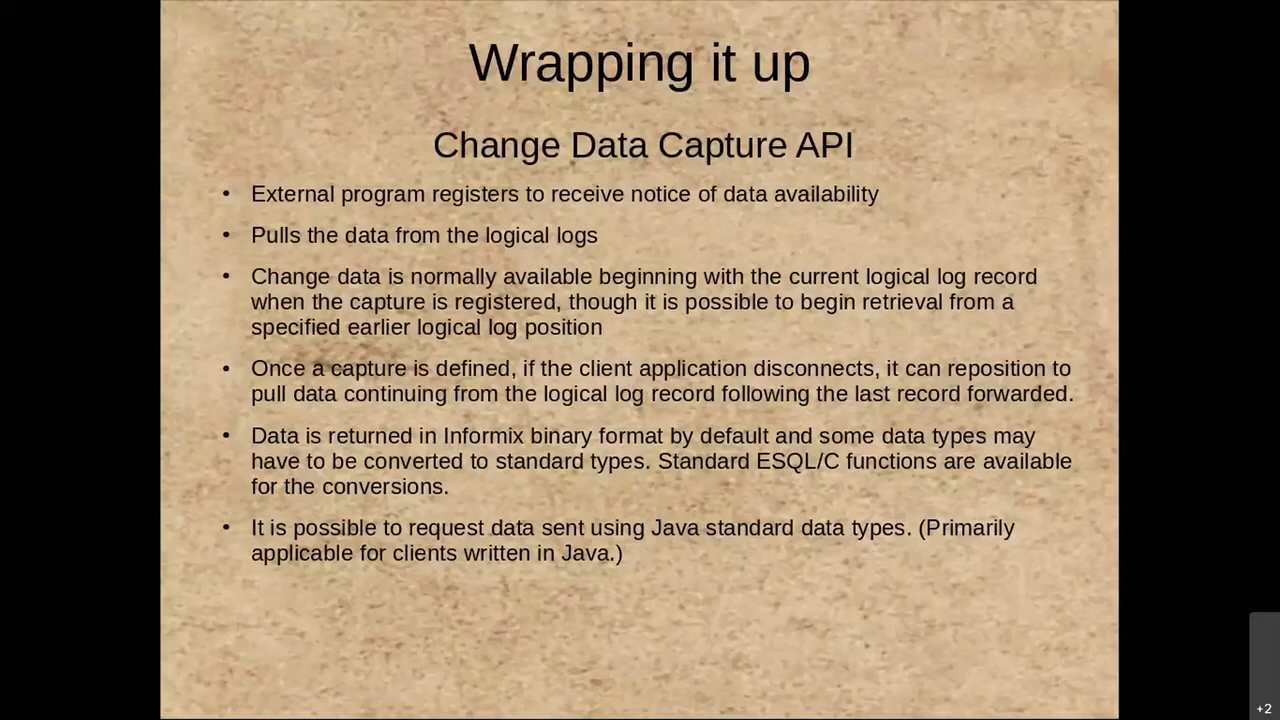 Wrapping it up
Change Data Capture API
• External program registers to receive notice of data availability
• Pulls the data from the logical logs
• Change data is normally available beginning with the current logical log record
when the capture is registered, though it is possible to begin retrieval from a
specified earlier logical log position
• Once a capture is defined, if the client application disconnects, it can reposition to
pull data continuing from the logical log record following the last record forwarded.
• Data is returned in Informix binary format by default and some data types may
have to be converted to standard types. Standard ESQL/C functions are available
for the conversions.
• It is possible to request data sent using Java standard data types. (Primarily
applicable for clients written in Java.)
+2